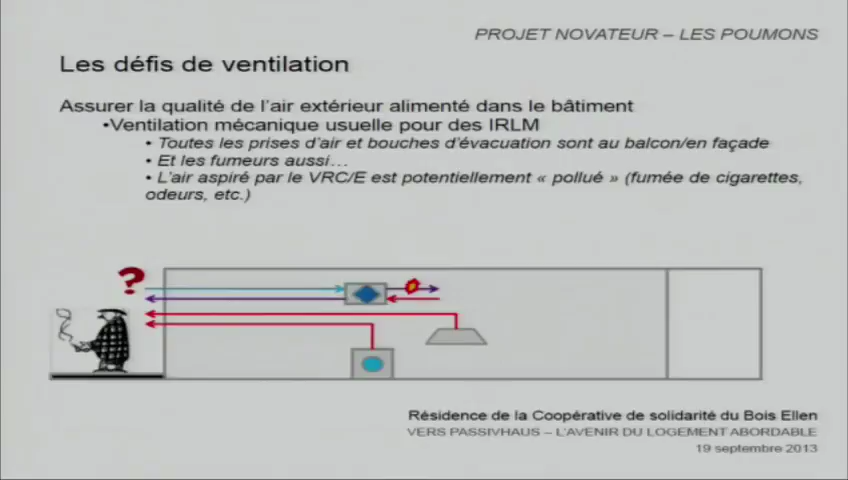 PROJET NOVATEUR – LES POUMONS
Les défis de ventilation
Assurer la qualité de l'air extérieur alimenté dans le bâtiment
•Ventilation mécanique usuelle pour des IRLM
• Toutes les prises d'air et bouches d'évacuation sont au balcon/en façade
• Et les fumeurs aussi…
• L'air aspiré par le VRC/E est potentiellement « pollué » (fumée de cigarettes,
odeurs, etc.)
?
Résidence de la Coopérative de solidarité du Bois Ellen
VERS PASSIVHAUS – L'AVENIR DU LOGEMENT ABORDABLE
19 septembre 2013